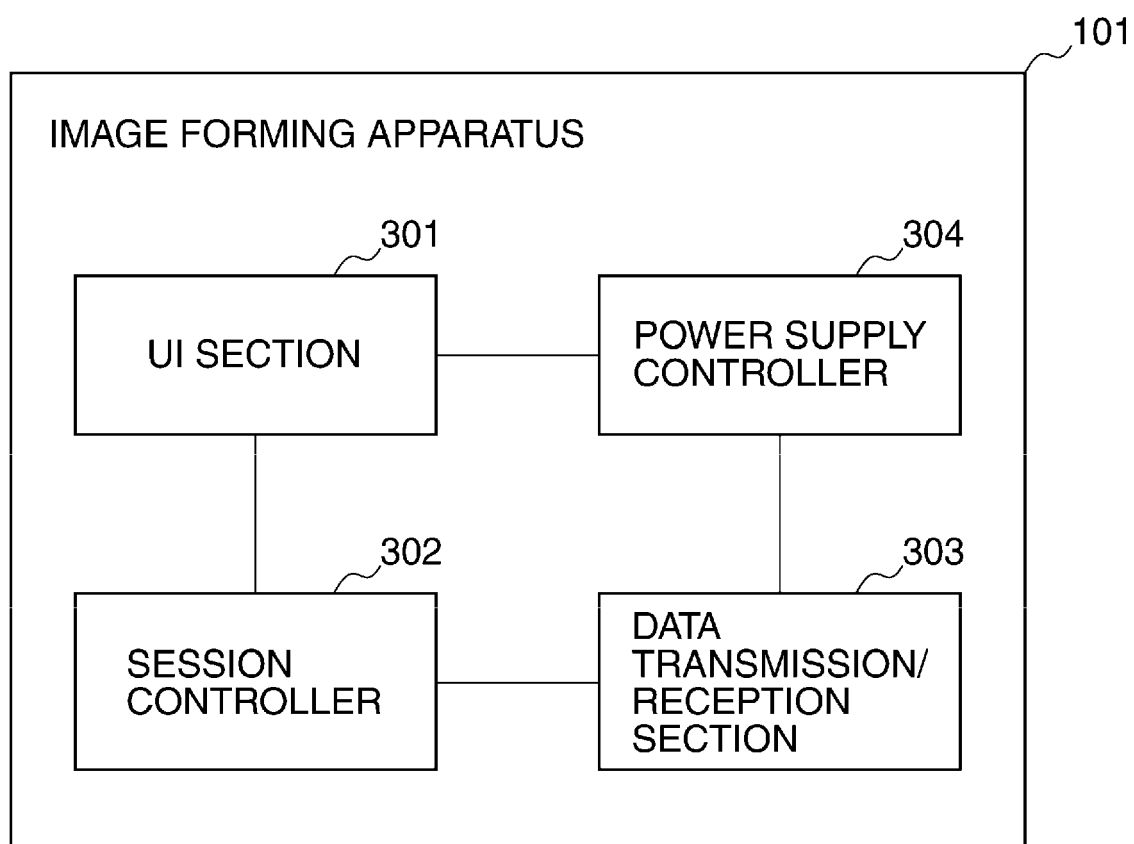 101
IMAGE FORMING APPARATUS
301
304
UI SECTION
POWER SUPPLY
CONTROLLER
302
303
SESSION
CONTROLLER
DATA
TRANSMISSION/
RECEPTION
SECTION